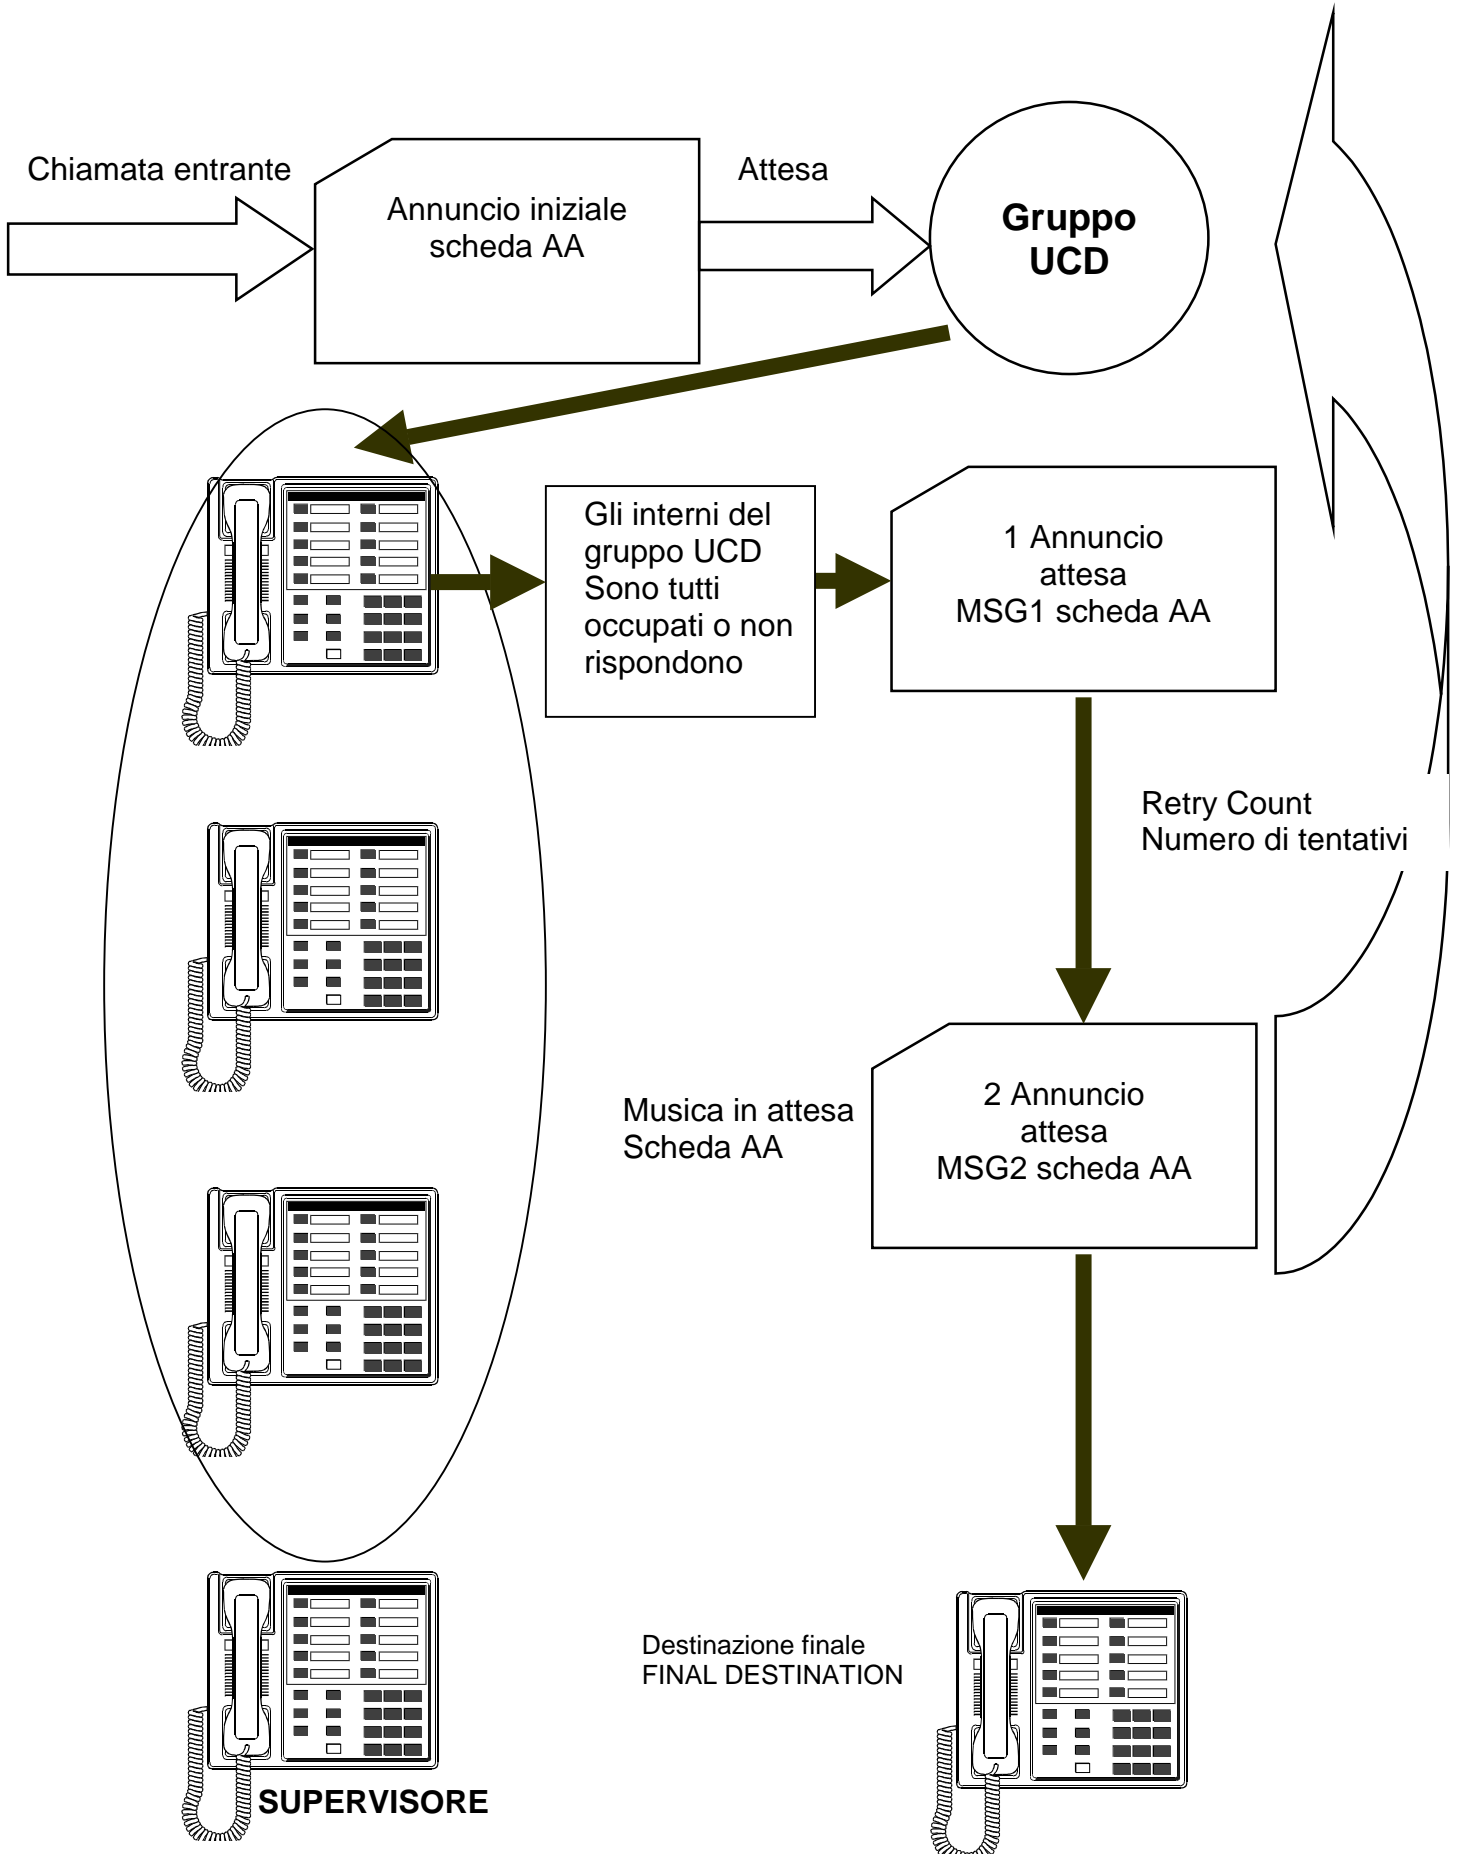 Chiamata entrante
Annuncio iniziale
scheda AA
Attesa
Gruppo
UCD
Gli interni del
gruppo UCD
Sono tutti
occupati o non
rispondono
1 Annuncio
attesa
MSG1 scheda AA
Retry Count
Numero di tentativi
Musica in attesa
Scheda AA
2 Annuncio
attesa
MSG2 scheda AA
Destinazione finale
FINAL DESTINATION
SUPERVISORE